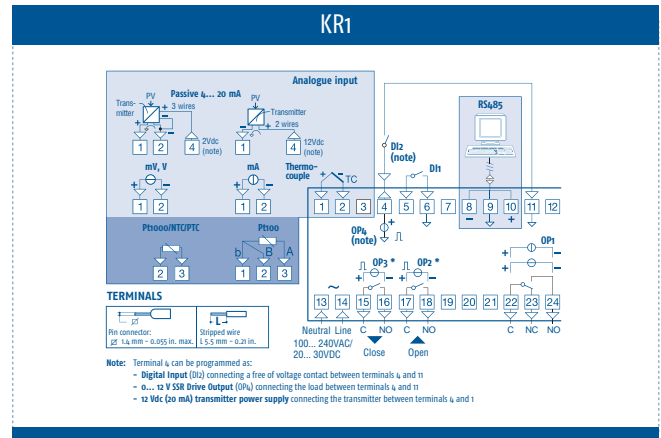 KR1
Analogue input
Passive 4... 20 mA
PV
Trans-
mitter
+ 3 wires
+
−
1 2 4
2Vdc
(note)
PV
Transmitter
+ 2 wires
+ −
1 4
12Vdc
(note)
mV, V
+ −
1 2
mA
+ −
1 2
Thermo-
couple
+ − TC
DI2
(note)
DI1
RS485
1 2 3 4 5 6 7 8 9 10 11 12
− +
OP4
(note)
+
−
Pt1000/NTC/PTC
2 3
Pt100
b B A
1 2 3
OP1
+ −
+ −
OP3 * OP2 *
+ − + −
~
13 14 15 16 17 18 19 20 21 22 23 24
Neutral Line C NO C NO C NC NO
100... 240VAC/
20... 30VDC
Close
Open
TERMINALS
Pin connector:
ø 1.4 mm - 0.055 in. max.
L
Stripped wire
L 5.5 mm - 0.21 in.
Note: Terminal 4 can be programed as:
– Digital Input (DI2) connecting a free of voltage contact between terminals 4 and 11
– 0... 12 V SSR Drive Output (OP4) connecting the load between terminals 4 and 11
– 12 Vdc (20 mA) transmitter power supply connecting the transmitter between terminals 4 and 1